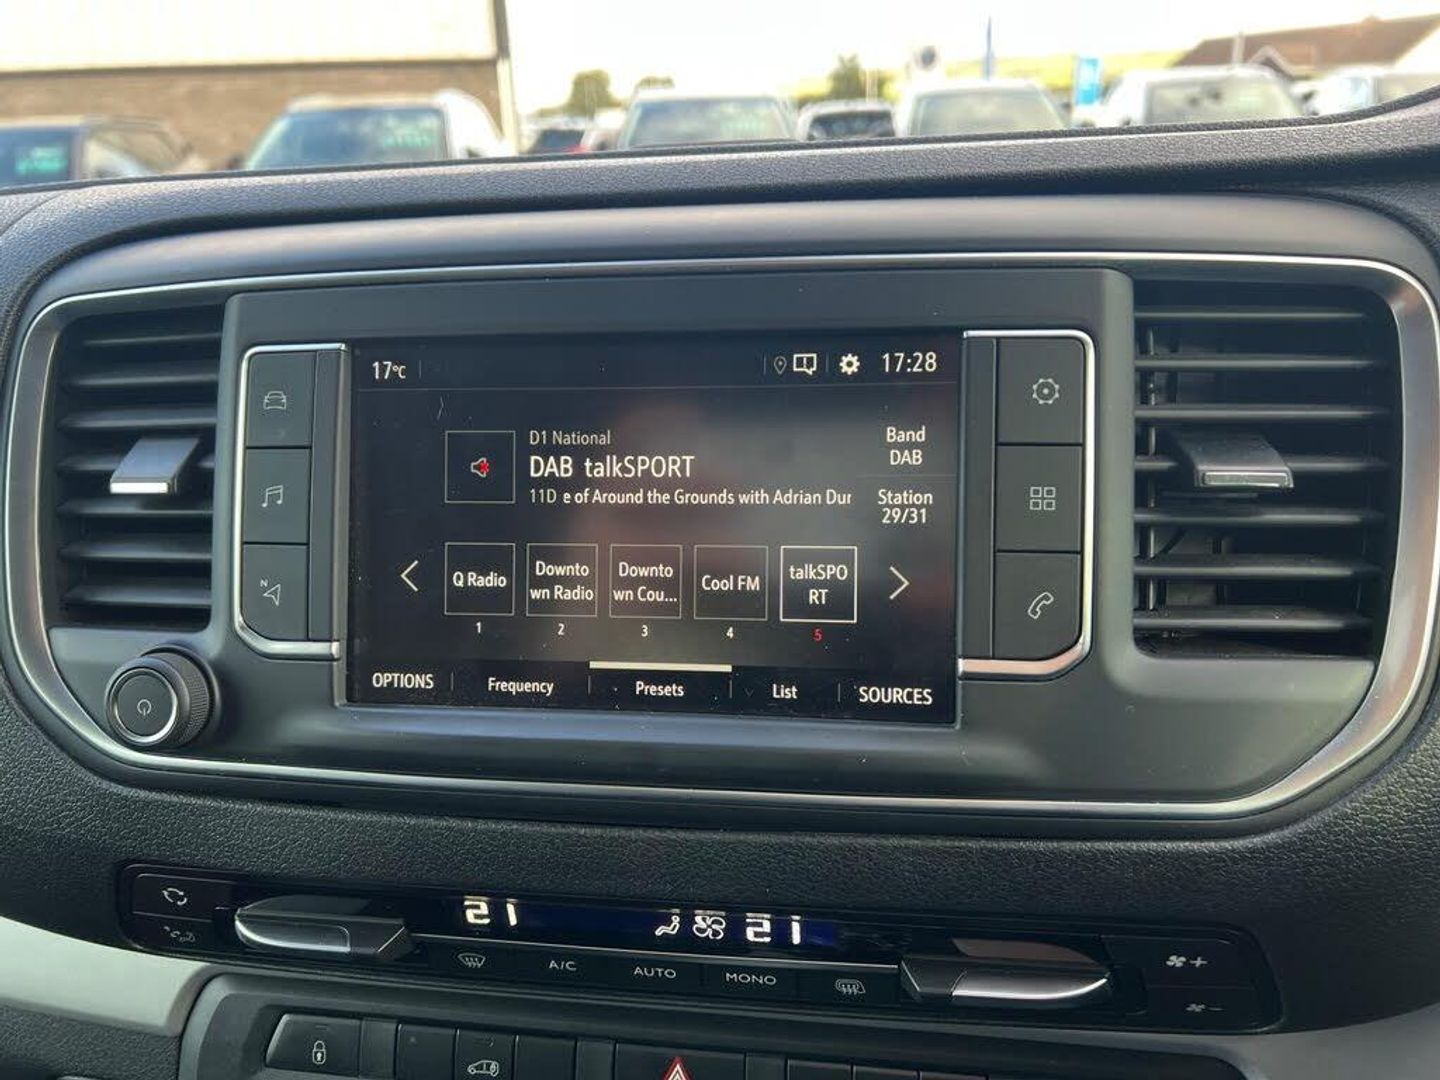 17°C
17:28
D1 National
DAB talkSPORT
11D e of Around the Grounds with Adrian Dur
Band
DAB
Station
29/31
Q Radio
Downto
wn Radio
Downto
wn Cou...
Cool FM
talkSPO
RT
1
2
3
4
5
OPTIONS
Frequency
Presets
List
SOURCES
N
21
21
A/C
AUTO
MONO